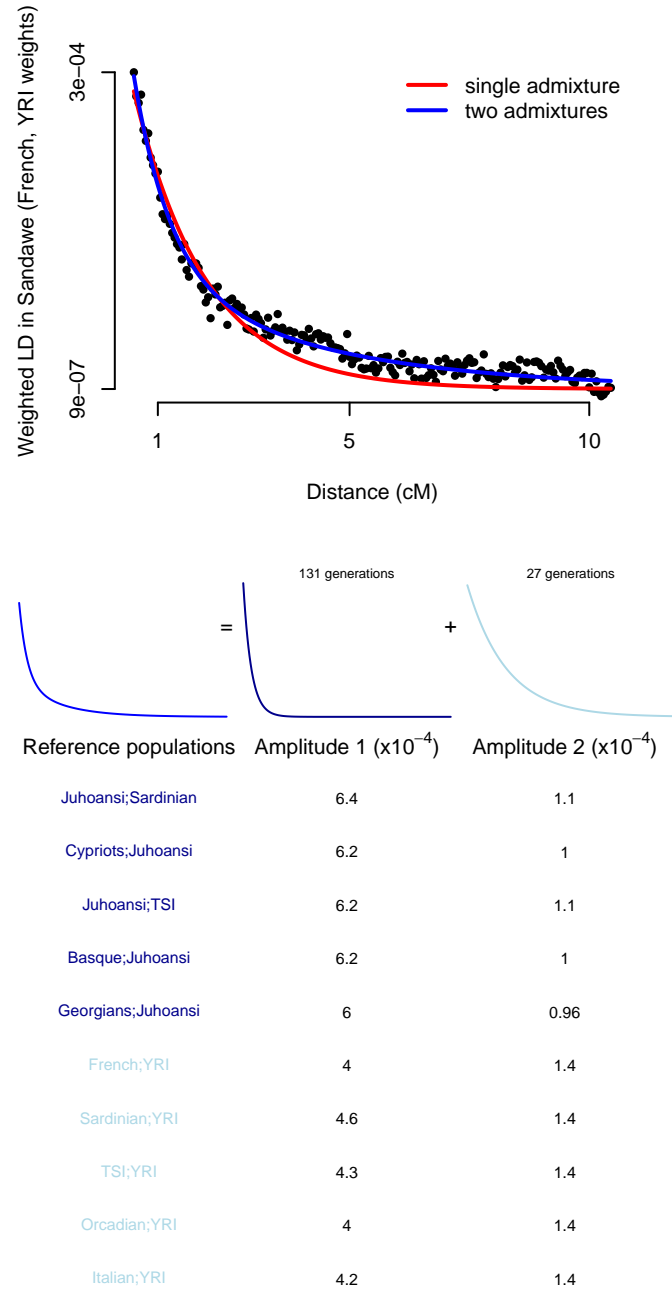 Weighted LD in Sandawe (French, YRI weights)
3e−04
9e−07
single admixture
two admixtures
1 5 10
Distance (cM)
131 generations 27 generations
= +
Reference populations Amplitude 1 (x10−4) Amplitude 2 (x10−4)
Juhoansi;Sardinian 6.4 1.1
Cypriots;Juhoansi 6.2 1
Juhoansi;TSI 6.2 1.1
Basque;Juhoansi 6.2 1
Georgians;Juhoansi 6 0.96
French;YRI 4 1.4
Sardinian;YRI 4.6 1.4
TSI;YRI 4.3 1.4
Orcadian;YRI 4 1.4
Italian;YRI 4.2 1.4